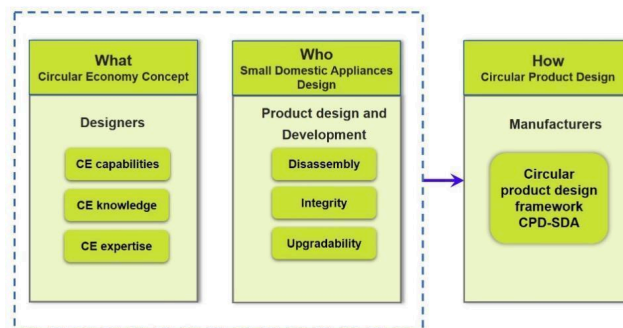 What
Circular Economy Concept
Designers
CE capabilities
CE knowledge
CE expertise
Who
Small Domestic Appliances
Design
Product design and
Development
Disassembly
Integrity
Upgradability
How
Circular Product Design
Manufacturers
Circular
product design
framework
CPD-SDA